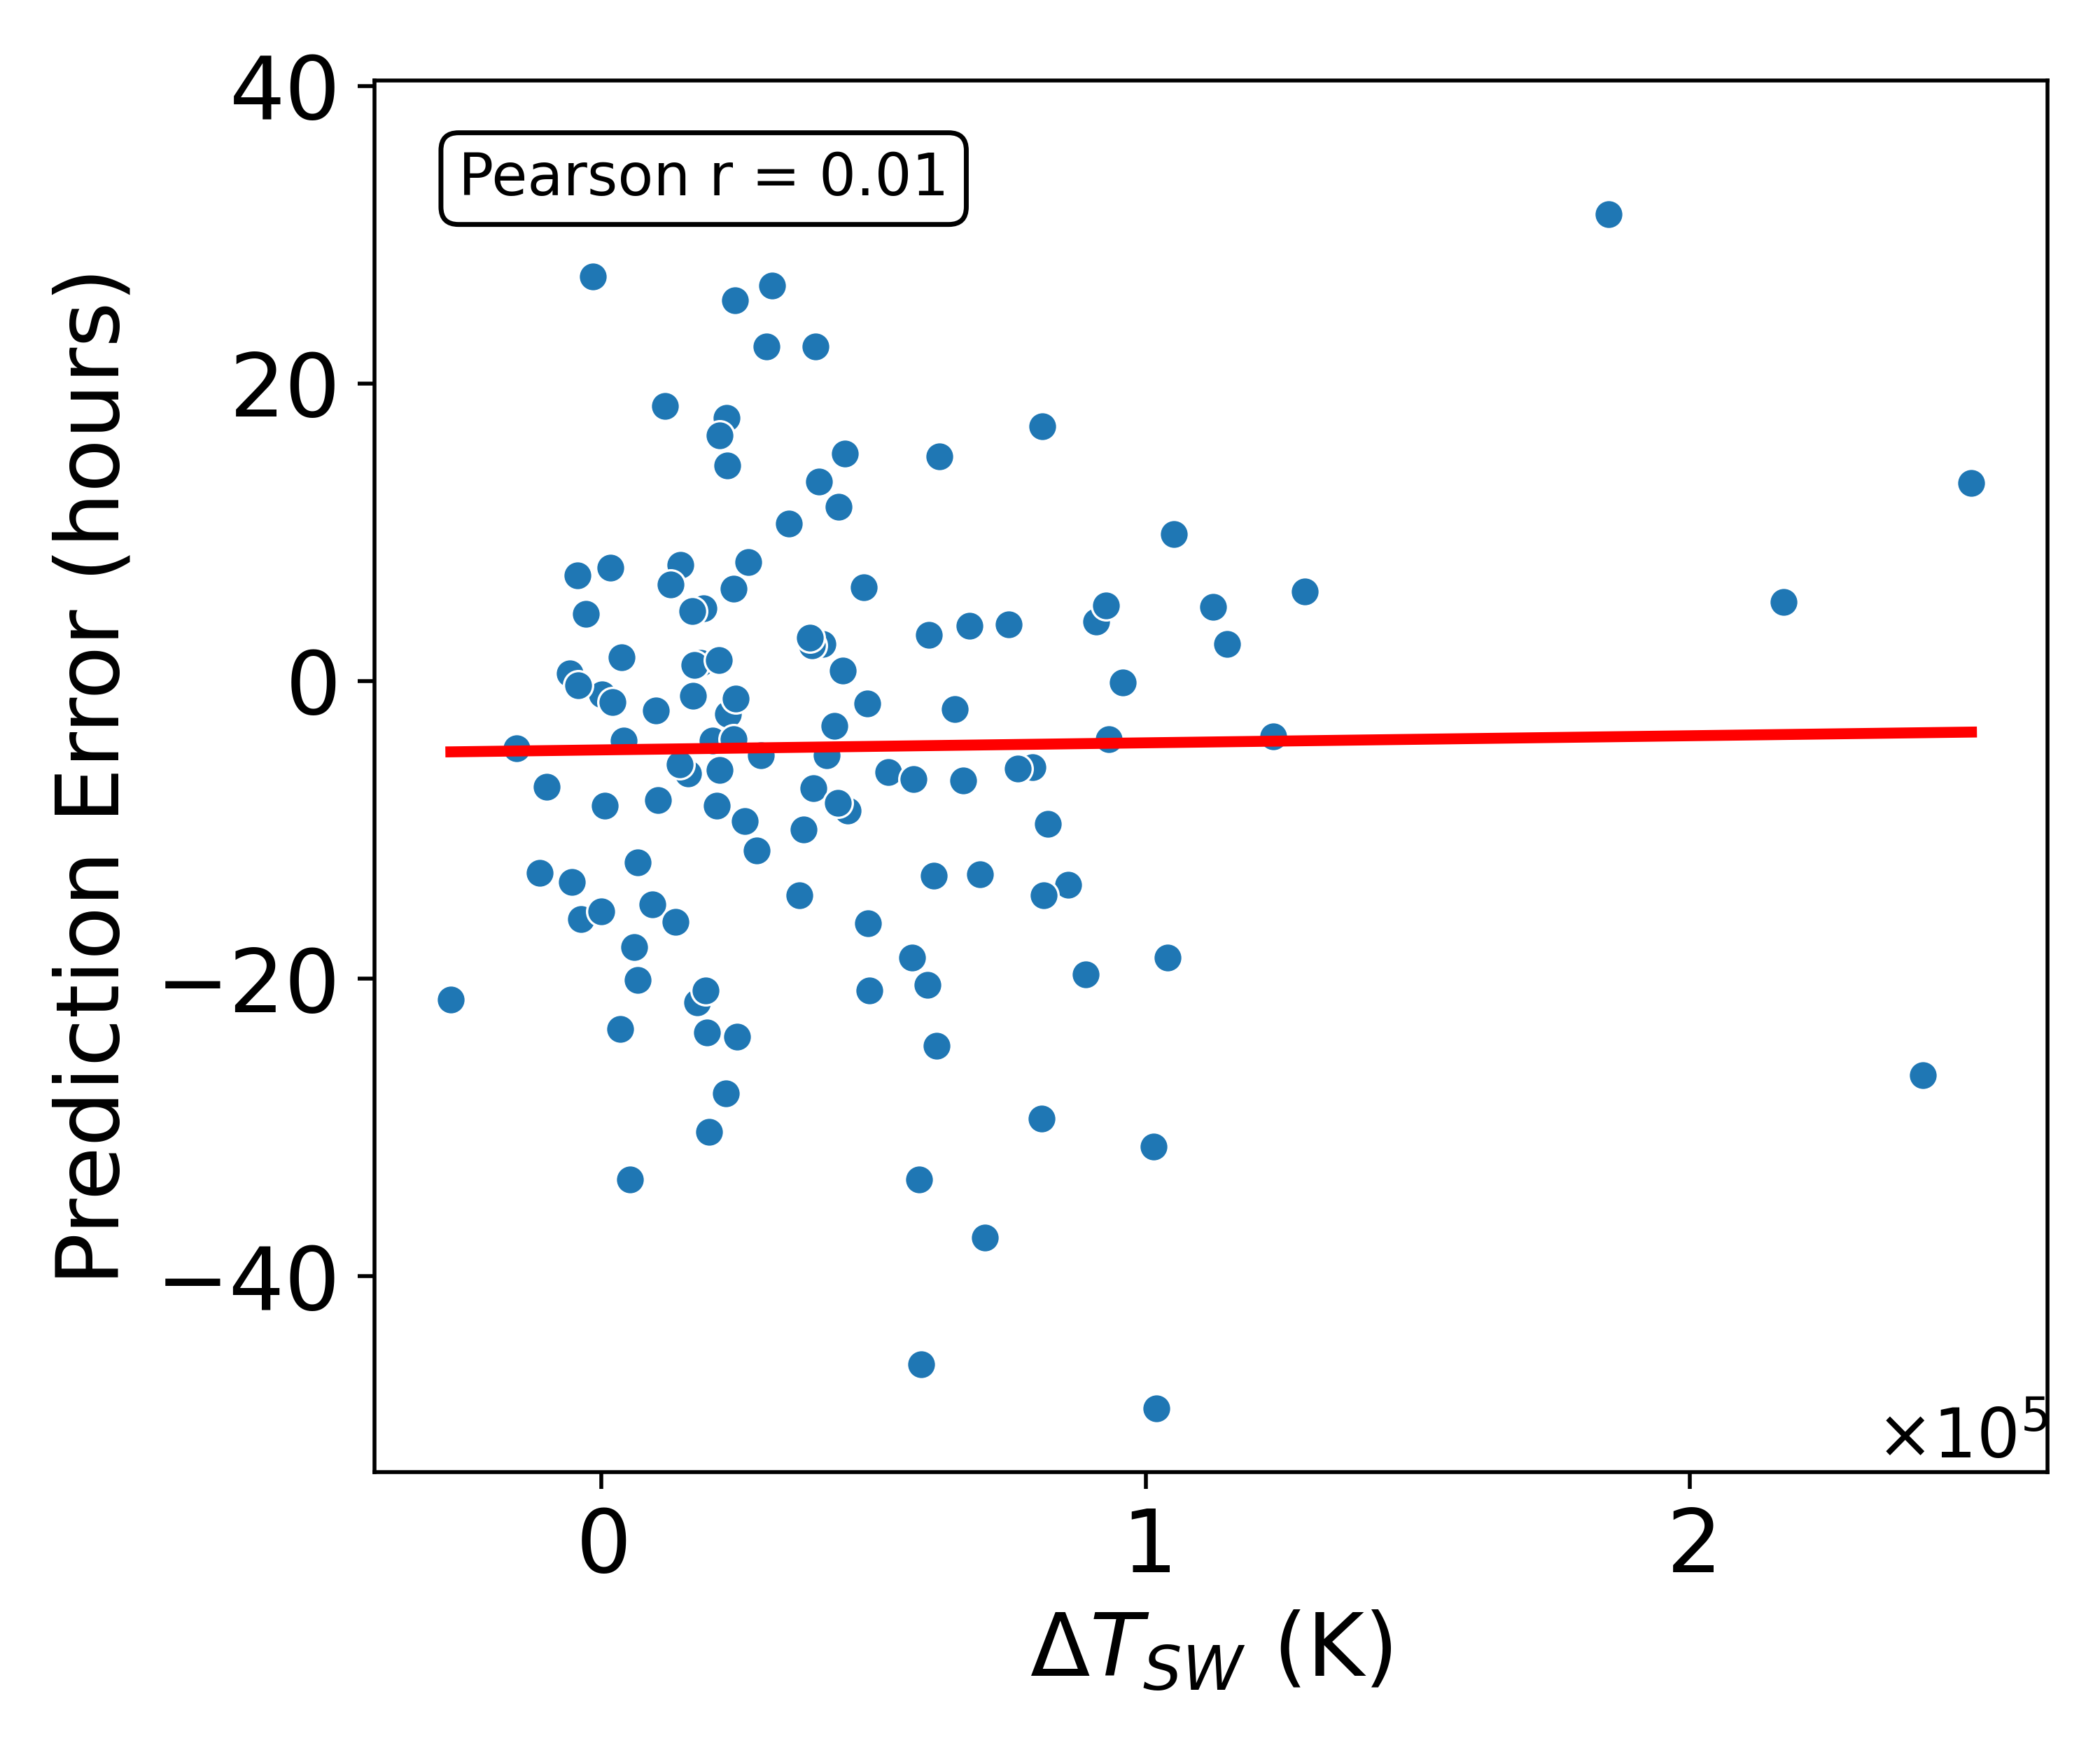 Pearson r = 0.01
Prediction Error (hours)
40
20
0
−20
−40
×10⁵
0 1 2
ΔT_SW (K)